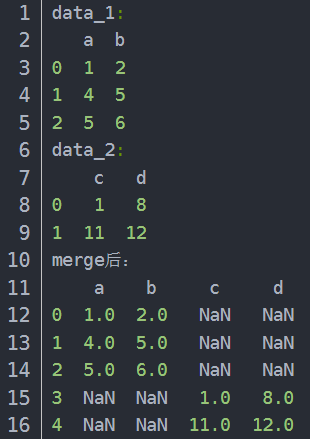 1 data_1:
2    a  b
3 0  1  2
4 1  4  5
5 2  5  6
6 data_2:
7     c   d
8 0   1   8
9 1  11  12
10 merge后：
11     a    b     c     d
12 0  1.0  2.0   NaN   NaN
13 1  4.0  5.0   NaN   NaN
14 2  5.0  6.0   NaN   NaN
15 3  NaN  NaN   1.0   8.0
16 4  NaN  NaN  11.0  12.0